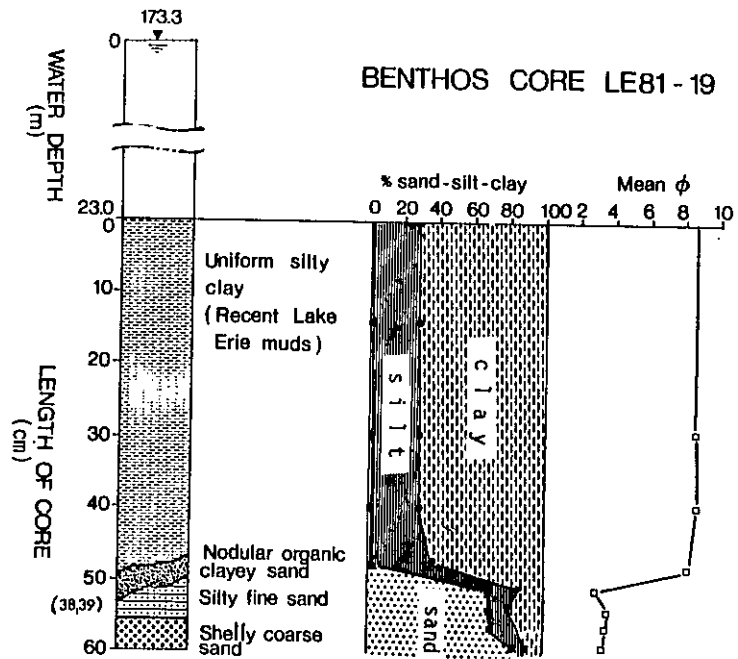 173.3
0
WATER DEPTH
(m)
BENTHOS CORE LE81-19
% sand-silt-clay
Mean ϕ
0 20 40 60 80 100
2 4 6 8 10
23.0
0
10
20
30
40
50
60
(38,39)
LENGTH OF CORE
(cm)
Uniform silty
clay
(Recent Lake
Erie muds)
Nodular organic
clayey sand
Silty fine sand
Shelly coarse
sand
silt
clay
sand